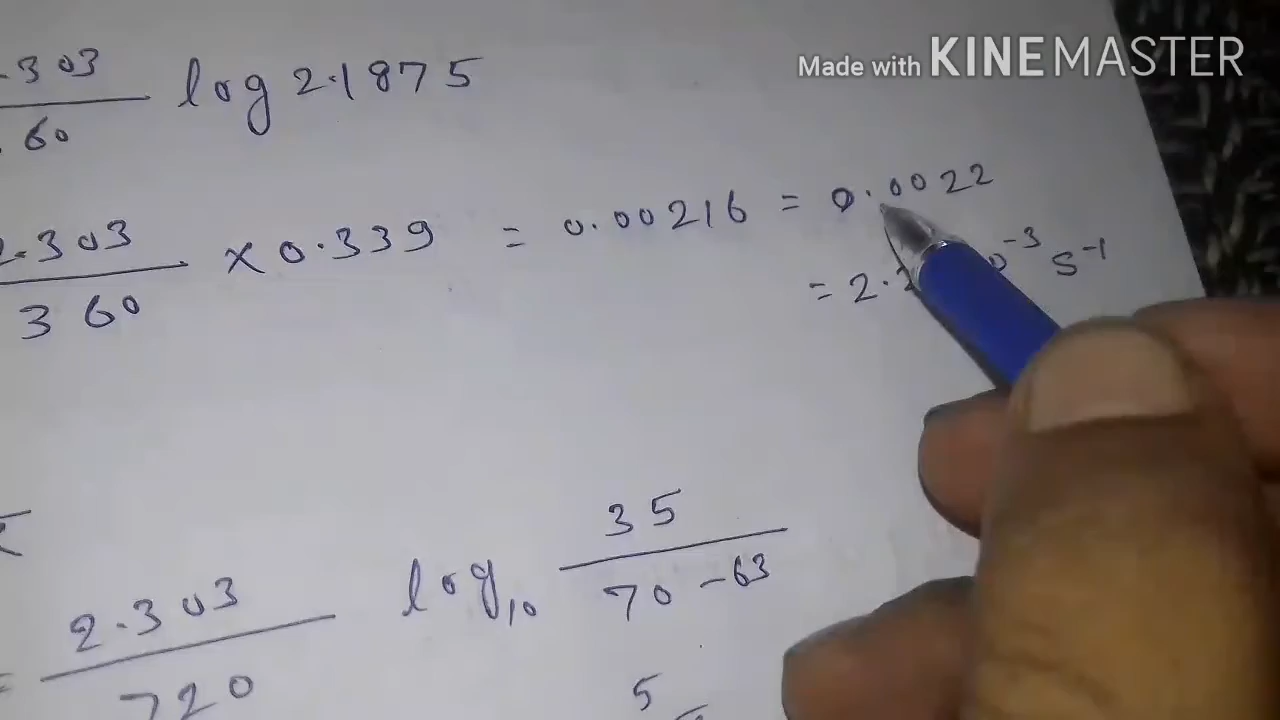 Made with KINEMASTER
.303 / 60 log 2.1875
2.303 / 360 × 0.339 = 0.00216 = 0.0022
= 2.2 0⁻³ S⁻¹
= 2.303 / 720 log₁₀ 35 / 70 - 63
5